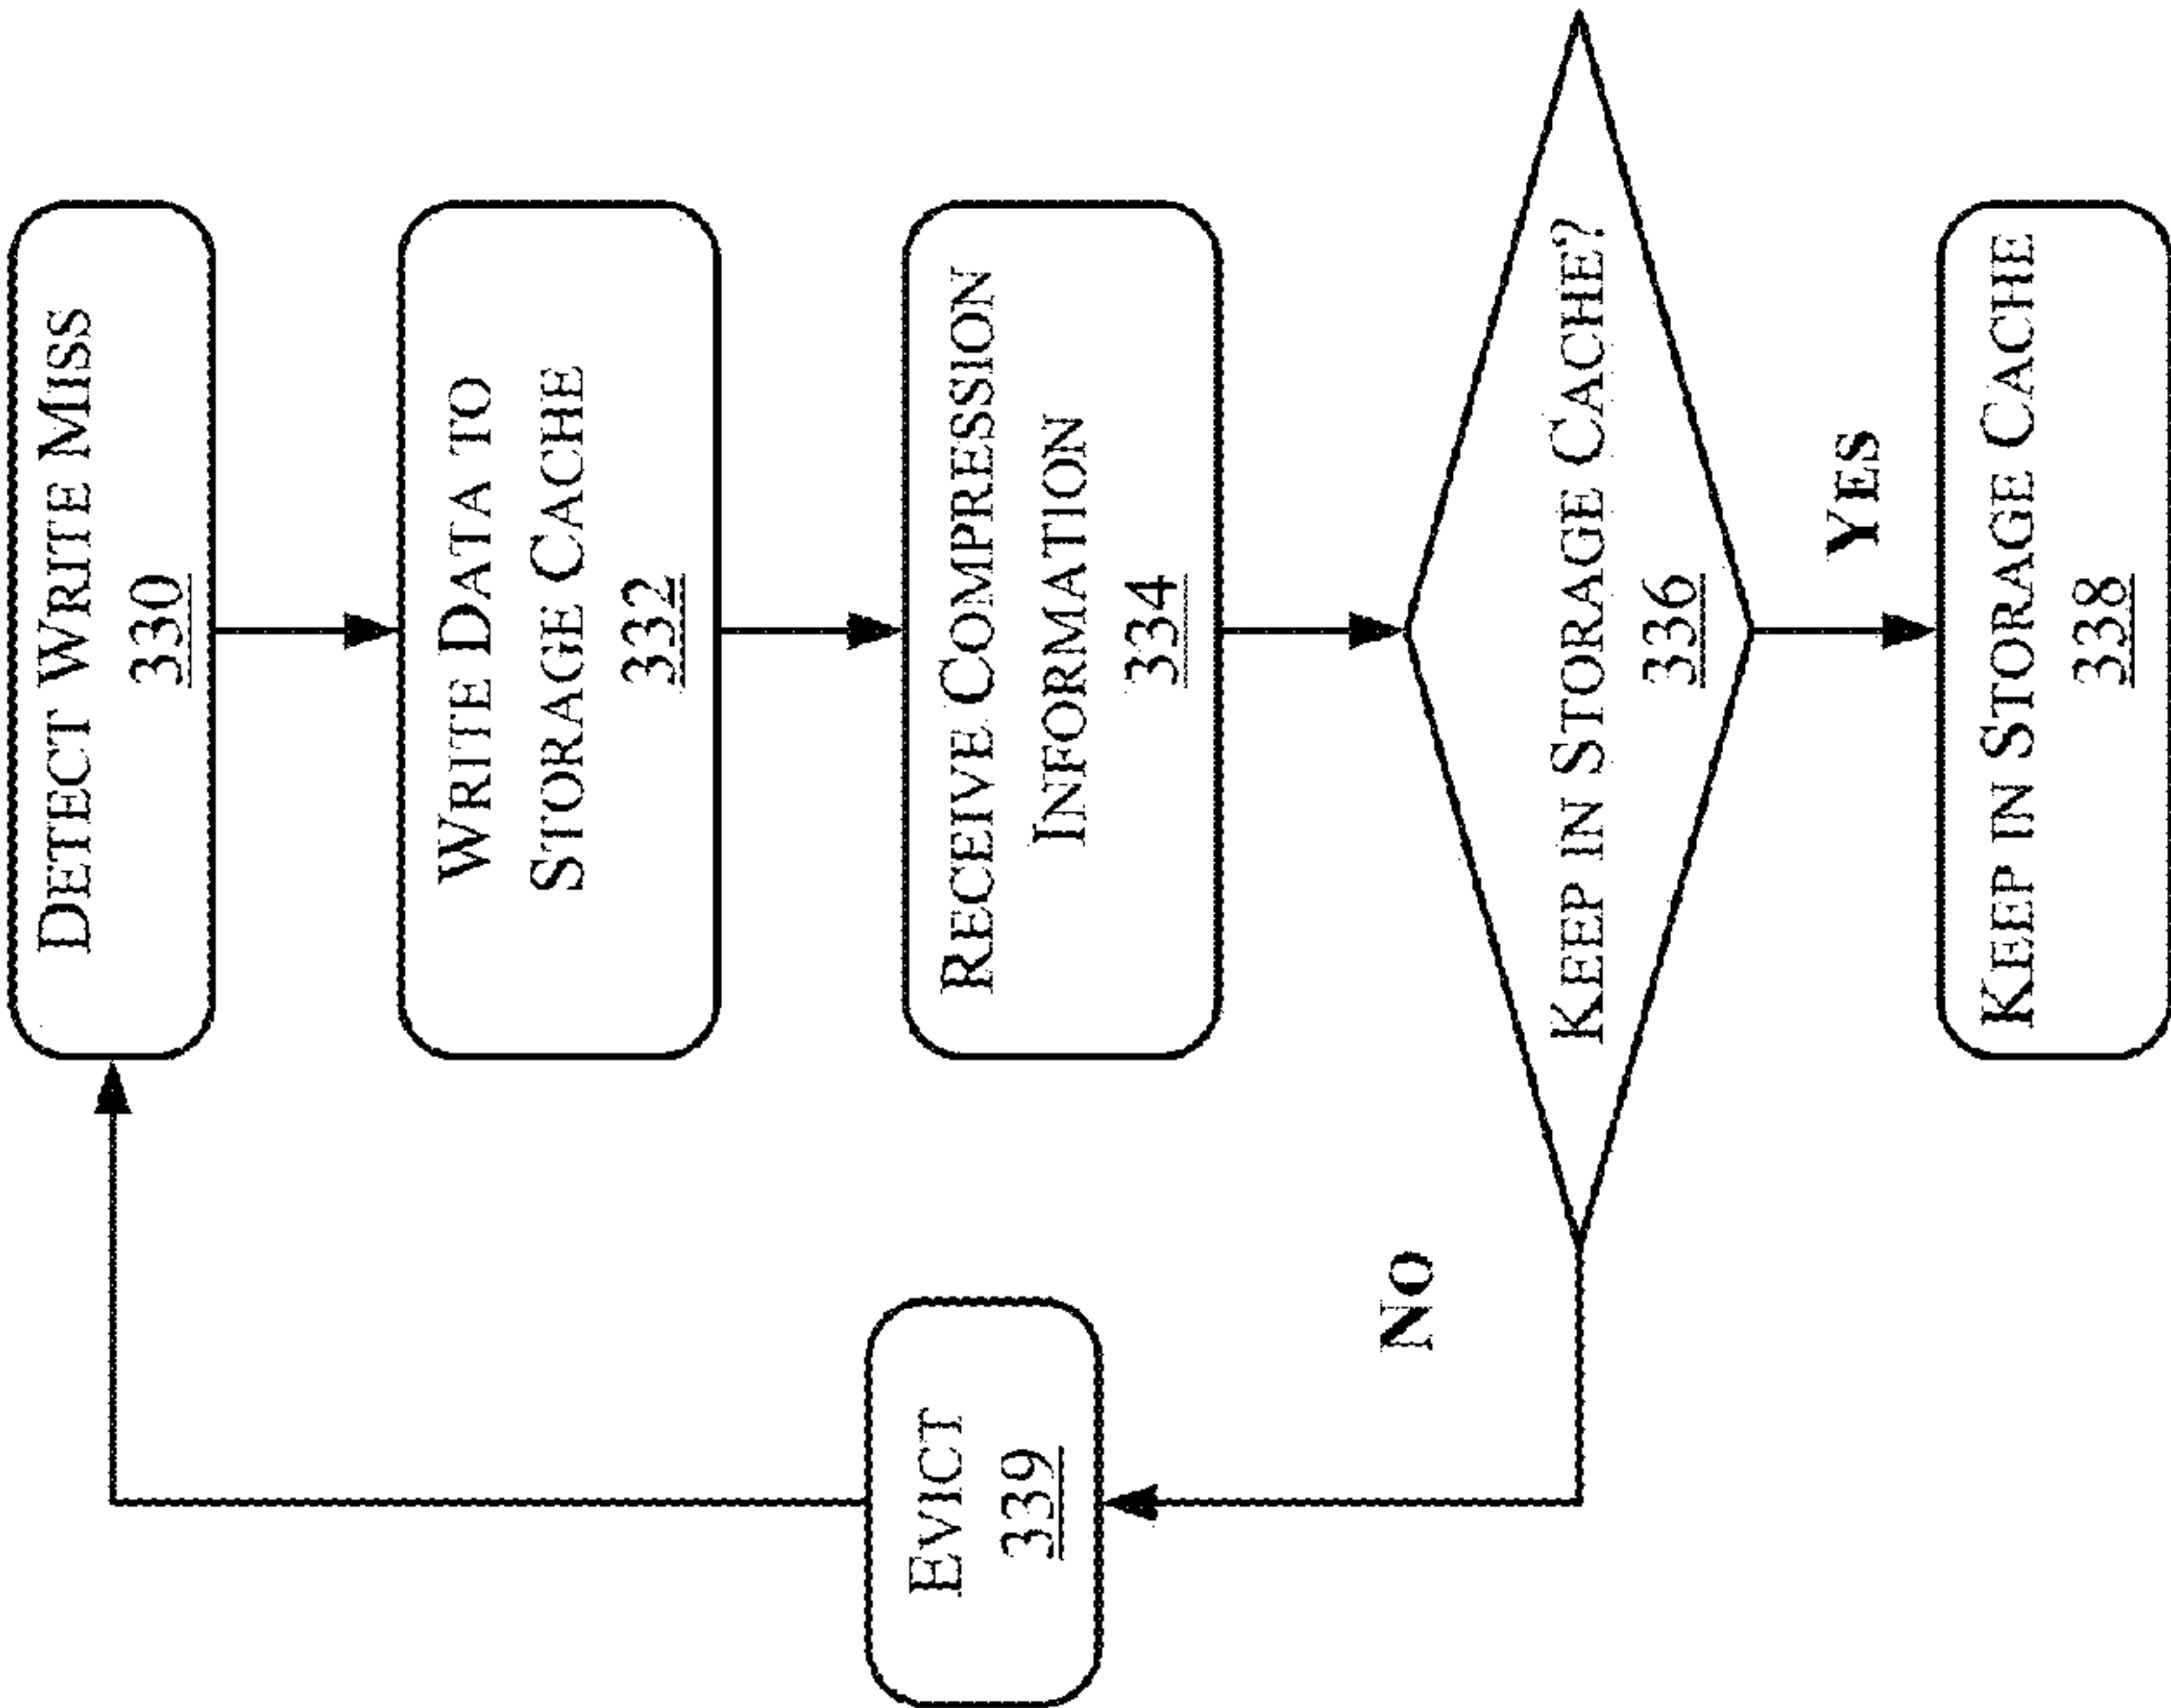 DETECT WRITE MISS
330
WRITE DATA TO
STORAGE CACHE
332
RECEIVE COMPRESSION
INFORMATION
334
KEEP IN STORAGE CACHE?
336
YES
KEEP IN STORAGE CACHE
338
NO
EVICT
339